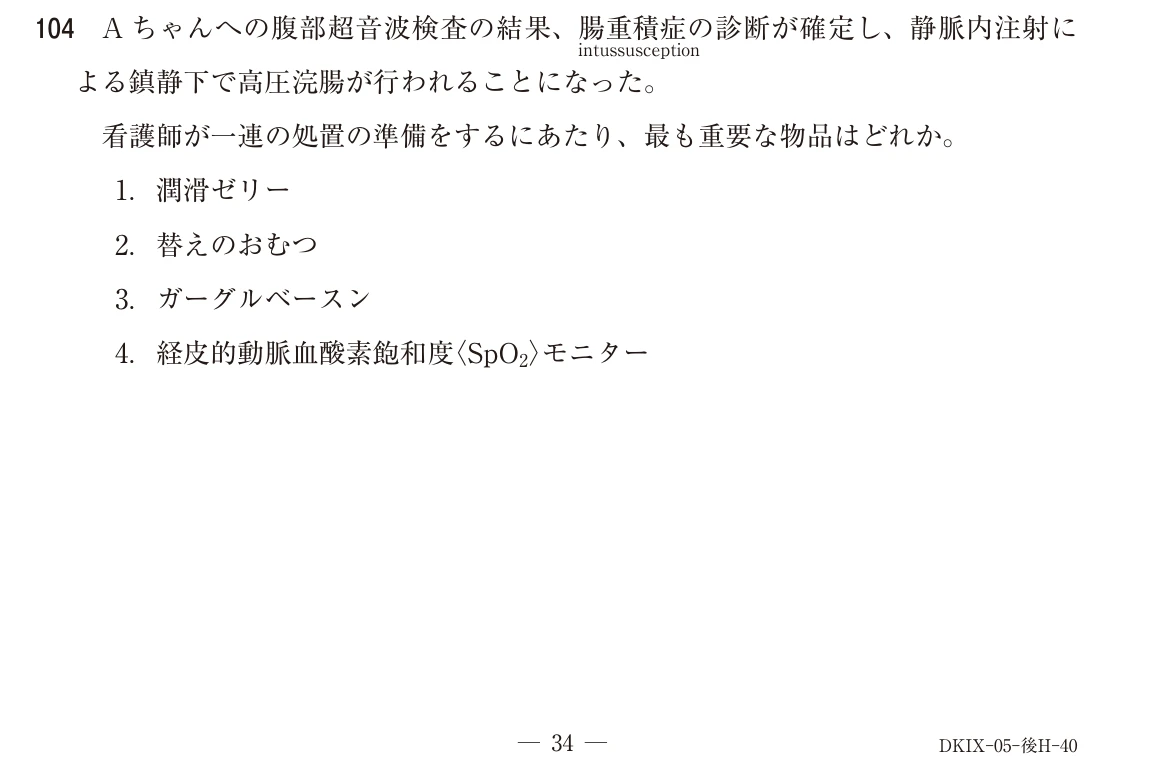 104 Aちゃんへの腹部超音波検査の結果、腸重積症の診断が確定し、静脈内注射に
intussusception
よる鎮静下で高圧浣腸が行われることになった。
看護師が一連の処置の準備をするにあたり、最も重要な物品はどれか。
1. 潤滑ゼリー
2. 替えのおむつ
3. ガーグルベースン
4. 経皮的動脈血酸素飽和度〈SpO₂〉モニター
― 34 ―
DKIX-05-後H-40